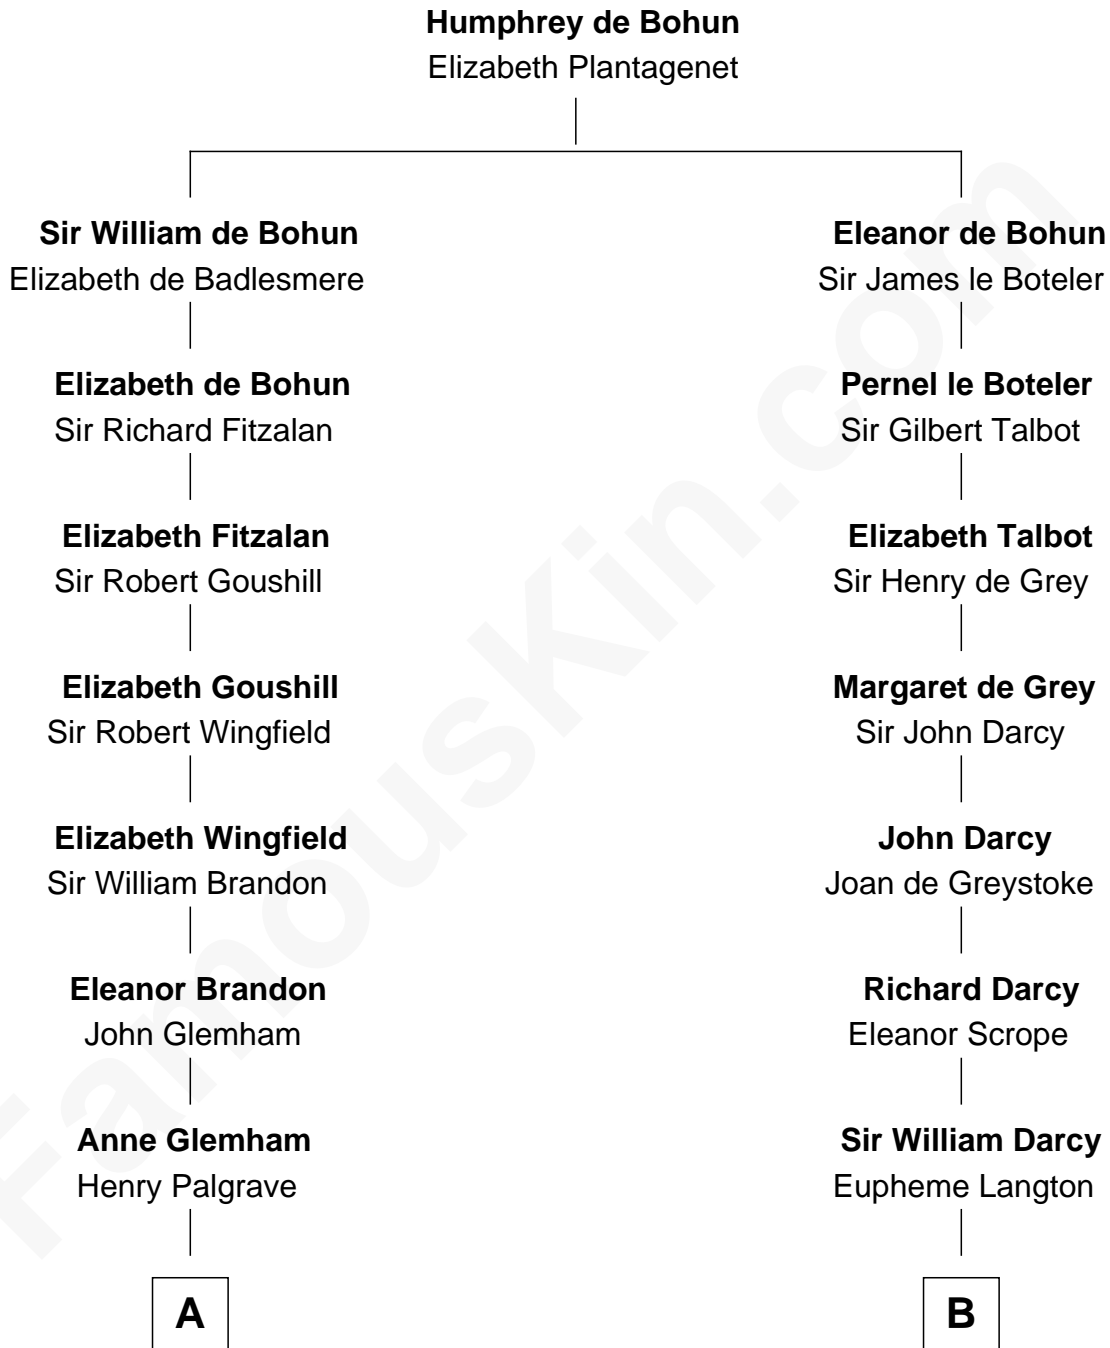 Humphrey de Bohun
Elizabeth Plantagenet
Sir William de Bohun
Elizabeth de Badlesmere
Eleanor de Bohun
Sir James le Boteler
Elizabeth de Bohun
Sir Richard Fitzalan
Pernel le Boteler
Sir Gilbert Talbot
Elizabeth Fitzalan
Sir Robert Goushill
Elizabeth Talbot
Sir Henry de Grey
Elizabeth Goushill
Sir Robert Wingfield
Margaret de Grey
Sir John Darcy
Elizabeth Wingfield
Sir William Brandon
John Darcy
Joan de Greystoke
Eleanor Brandon
John Glemham
Richard Darcy
Eleanor Scrope
Anne Glemham
Henry Palgrave
Sir William Darcy
Eupheme Langton
A
B
FamousKin.com